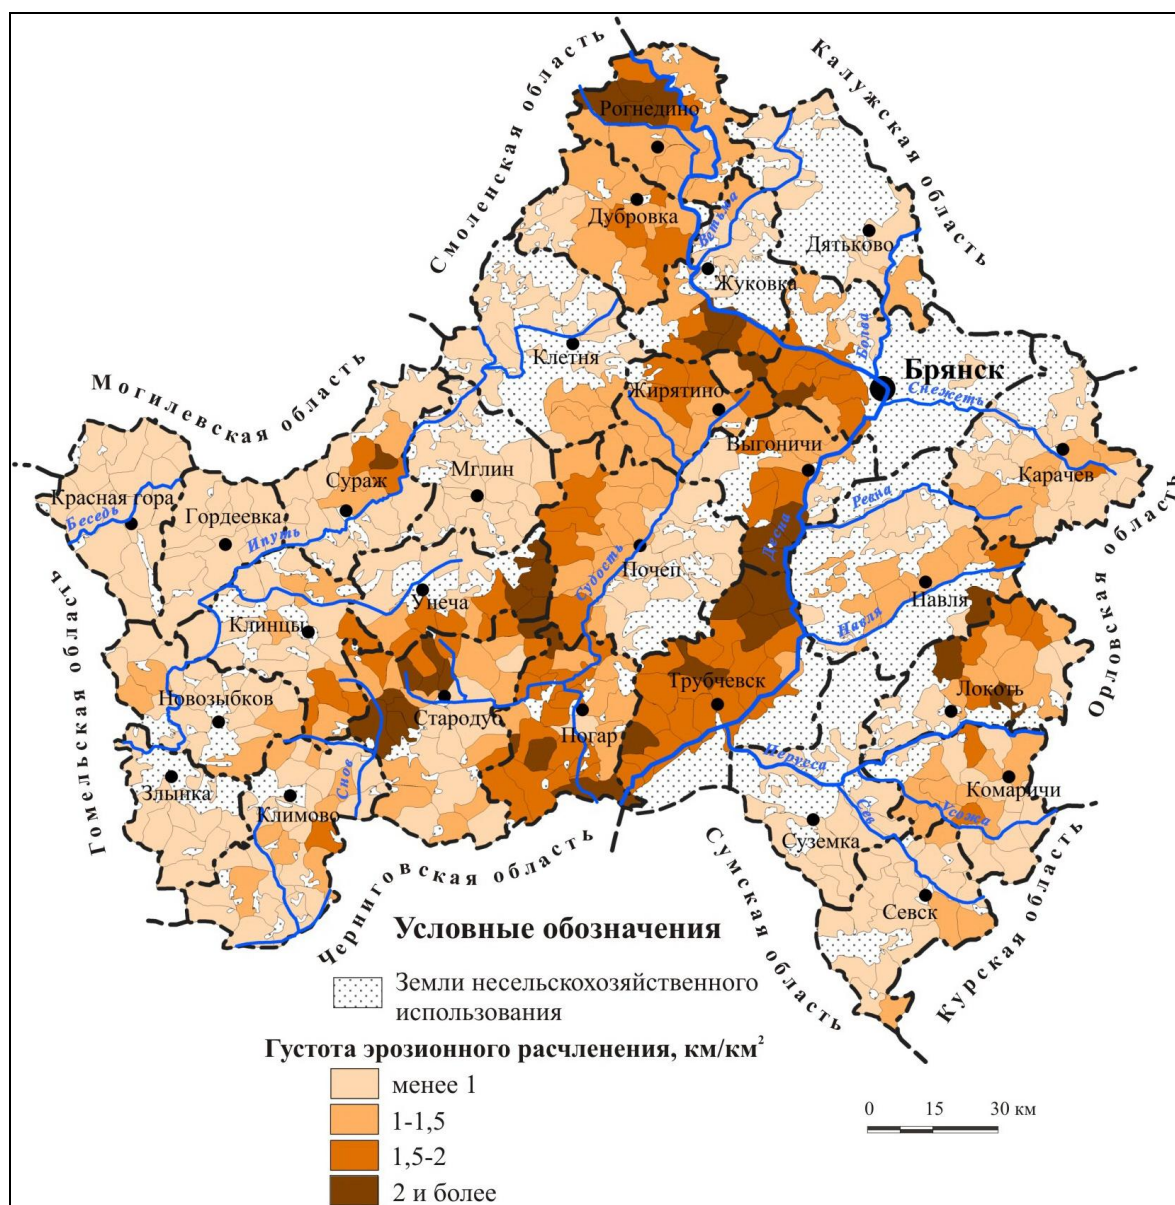 Смоленская область
Калужская область
Рогнедино
Дубровка
Ветьма
Дятьково
Жуковка
Болва
Клетня
Брянск
Снежеть
Могилевская область
Жирятино
Выгоничи
Карачев
Мглин
Сураж
Красная гора
Беседь
Гордеевка
Ипуть
Ревна
Десна
Орловская область
Судость
Почеп
Навля
Навля
Унеча
Клинцы
Гомельская область
Новозыбков
Стародуб
Погар
Трубчевск
Локоть
Злынка
Климово
Снов
Нерусса
Комаричи
Сев
Усожа
Суземка
Севск
Черниговская область
Сумская область
Курская область
Условные обозначения
Земли несельскохозяйственного
использования
Густота эрозионного расчленения, км/км²
менее 1
1-1,5
1,5-2
2 и более
0 15 30 км